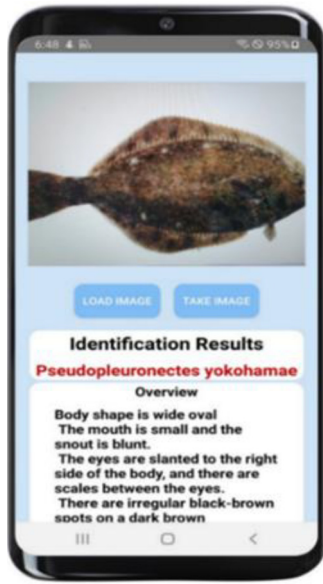 6:48
95%
LOAD IMAGE TAKE IMAGE
Identification Results
Pseudopleuronectes yokohamae
Overview
Body shape is wide oval
The mouth is small and the
snout is blunt.
The eyes are slanted to the right
side of the body, and there are
scales between the eyes.
There are irregular black-brown
spots on a dark brown